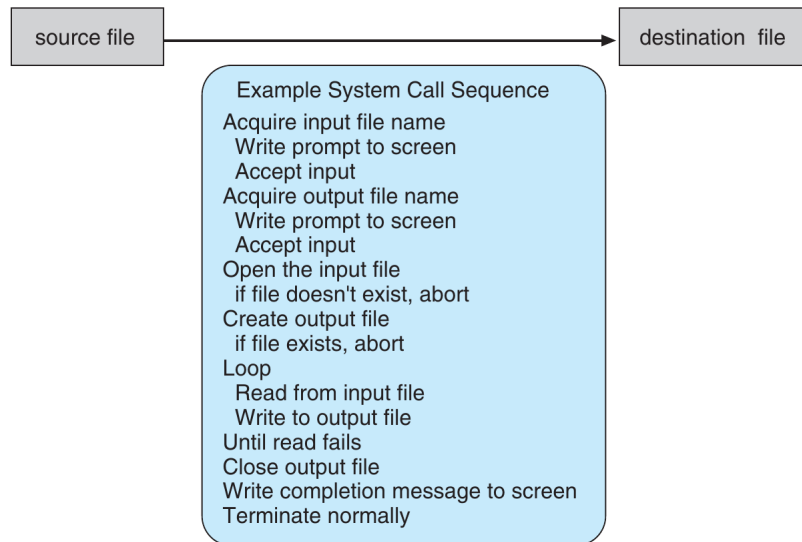 source file
destination file
Example System Call Sequence
Acquire input file name
Write prompt to screen
Accept input
Acquire output file name
Write prompt to screen
Accept input
Open the input file
if file doesn't exist, abort
Create output file
if file exists, abort
Loop
Read from input file
Write to output file
Until read fails
Close output file
Write completion message to screen
Terminate normally